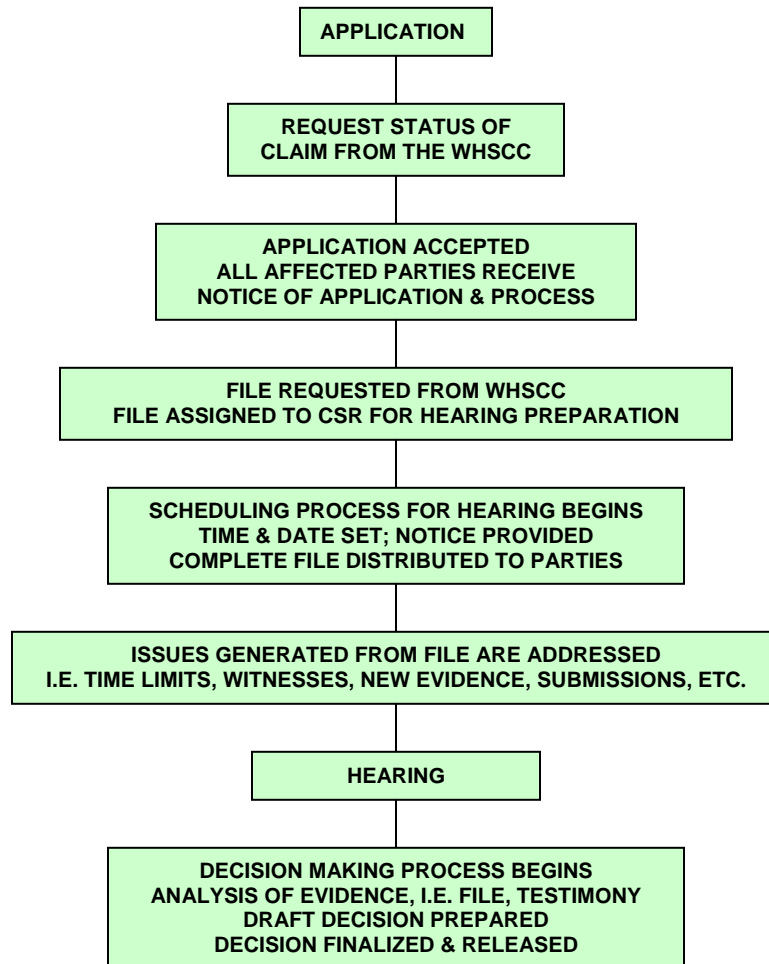 APPLICATION
REQUEST STATUS OF
CLAIM FROM THE WHSCC
APPLICATION ACCEPTED
ALL AFFECTED PARTIES RECEIVE
NOTICE OF APPLICATION & PROCESS
FILE REQUESTED FROM WHSCC
FILE ASSIGNED TO CSR FOR HEARING PREPARATION
SCHEDULING PROCESS FOR HEARING BEGINS
TIME & DATE SET; NOTICE PROVIDED
COMPLETE FILE DISTRIBUTED TO PARTIES
ISSUES GENERATED FROM FILE ARE ADDRESSED
I.E. TIME LIMITS, WITNESSES, NEW EVIDENCE, SUBMISSIONS, ETC.
HEARING
DECISION MAKING PROCESS BEGINS
ANALYSIS OF EVIDENCE, I.E. FILE, TESTIMONY
DRAFT DECISION PREPARED
DECISION FINALIZED & RELEASED